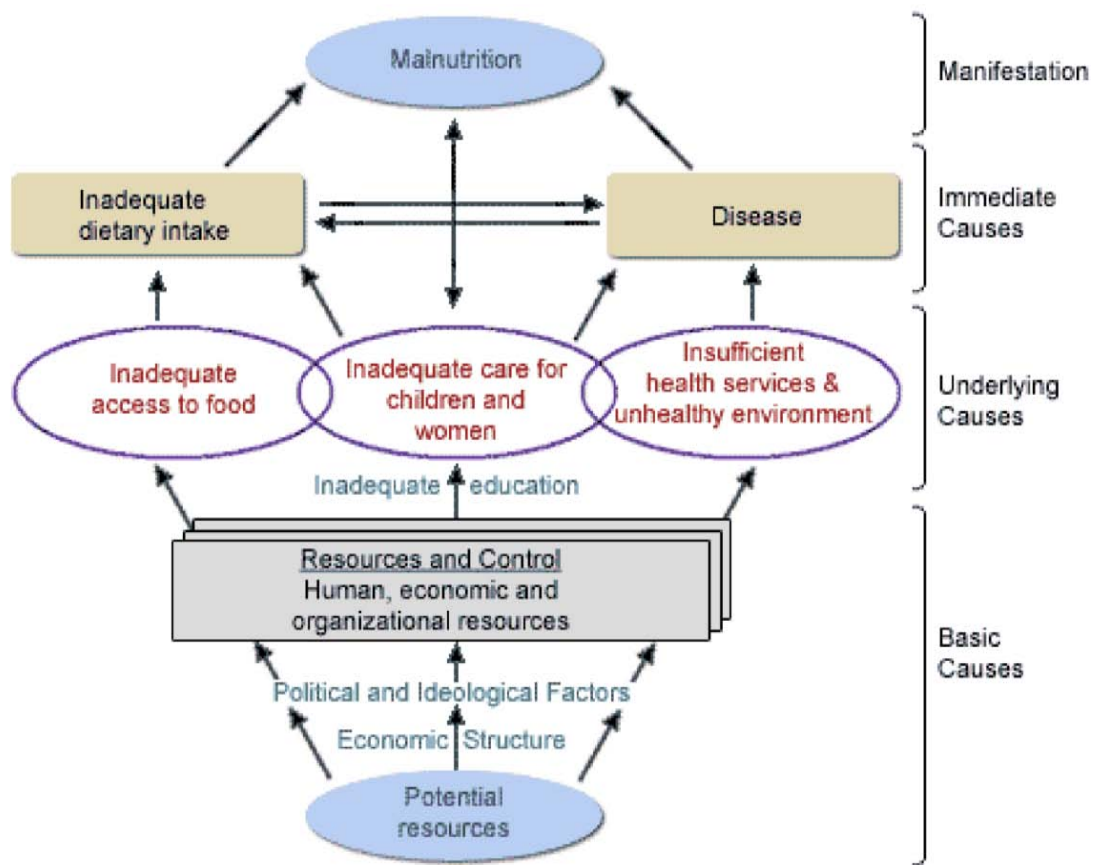 Malnutrition
Manifestation
Inadequate
dietary intake
Disease
Immediate
Causes
Inadequate
access to food
Inadequate care for
children and
women
Insufficient
health services &
unhealthy environment
Underlying
Causes
Inadequate education
Resources and Control
Human, economic and
organizational resources
Basic
Causes
Political and Ideological Factors
Economic Structure
Potential
resources